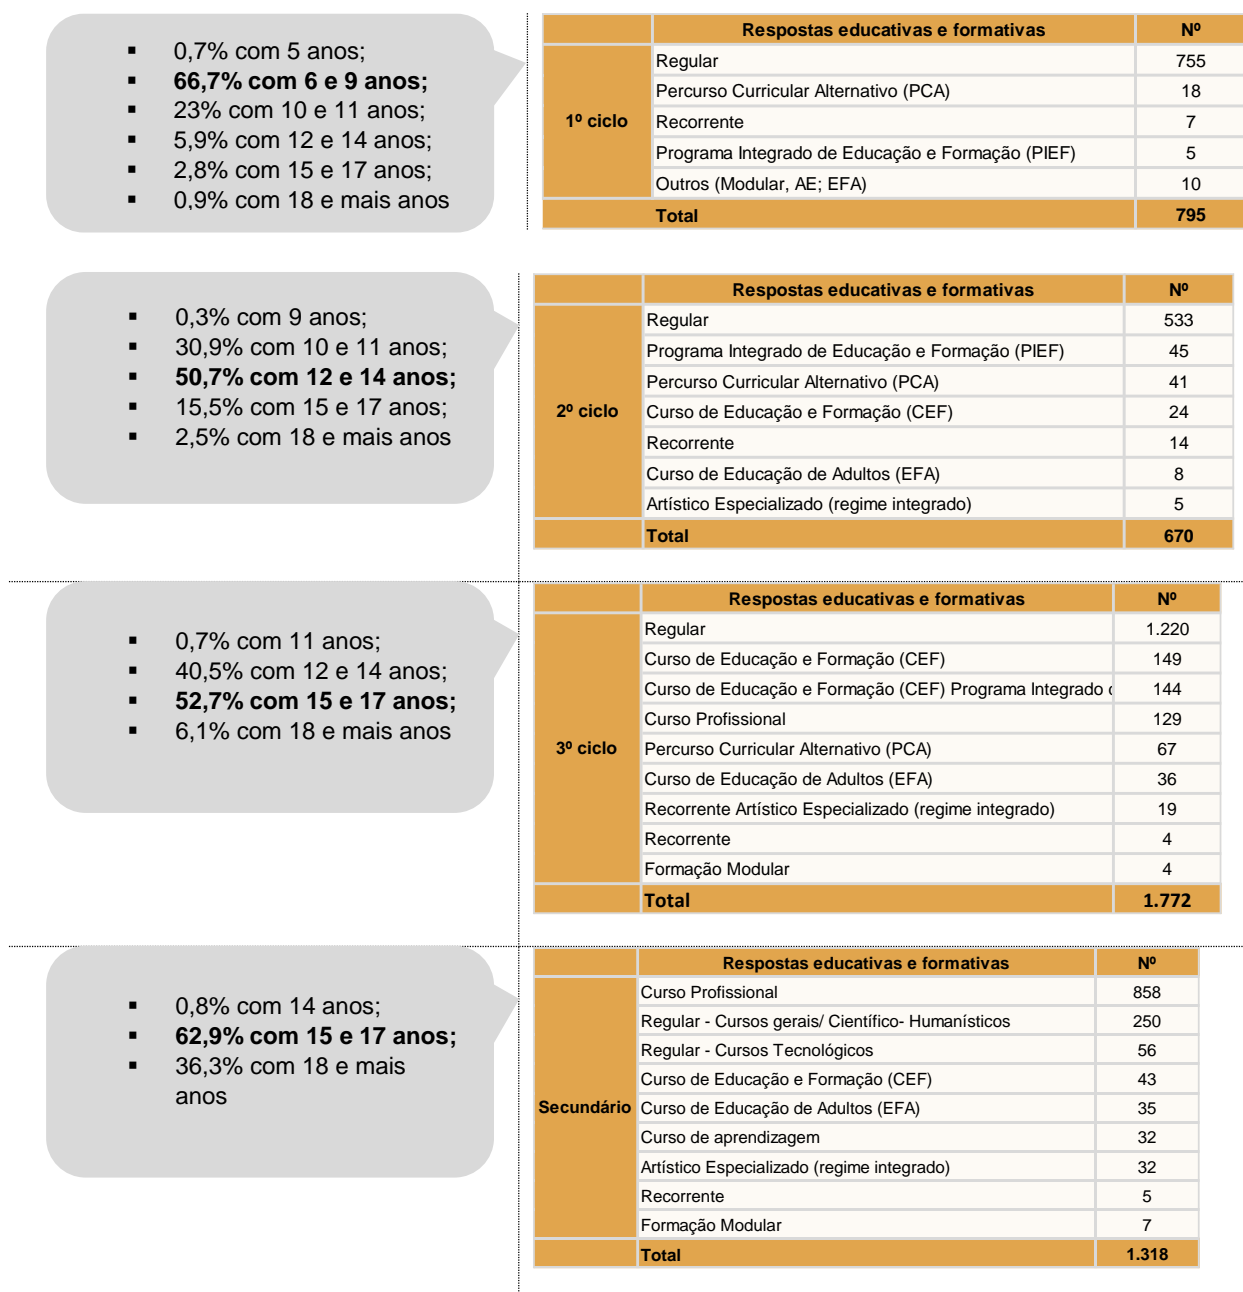 ▪ 0,7% com 5 anos;
▪ 66,7% com 6 e 9 anos;
▪ 23% com 10 e 11 anos;
▪ 5,9% com 12 e 14 anos;
▪ 2,8% com 15 e 17 anos;
▪ 0,9% com 18 e mais anos
Respostas educativas e formativas Nº
1º ciclo
Regular 755
Percurso Curricular Alternativo (PCA) 18
Recorrente 7
Programa Integrado de Educação e Formação (PIEF) 5
Outros (Modular, AE; EFA) 10
Total 795
▪ 0,3% com 9 anos;
▪ 30,9% com 10 e 11 anos;
▪ 50,7% com 12 e 14 anos;
▪ 15,5% com 15 e 17 anos;
▪ 2,5% com 18 e mais anos
Respostas educativas e formativas Nº
2º ciclo
Regular 533
Programa Integrado de Educação e Formação (PIEF) 45
Percurso Curricular Alternativo (PCA) 41
Curso de Educação e Formação (CEF) 24
Recorrente 14
Curso de Educação de Adultos (EFA) 8
Artístico Especializado (regime integrado) 5
Total 670
▪ 0,7% com 11 anos;
▪ 40,5% com 12 e 14 anos;
▪ 52,7% com 15 e 17 anos;
▪ 6,1% com 18 e mais anos
Respostas educativas e formativas Nº
3º ciclo
Regular 1.220
Curso de Educação e Formação (CEF) 149
Curso de Educação e Formação (CEF) Programa Integrado 144
Curso Profissional 129
Percurso Curricular Alternativo (PCA) 67
Curso de Educação de Adultos (EFA) 36
Recorrente Artístico Especializado (regime integrado) 19
Recorrente 4
Formação Modular 4
Total 1.772
▪ 0,8% com 14 anos;
▪ 62,9% com 15 e 17 anos;
▪ 36,3% com 18 e mais
anos
Respostas educativas e formativas Nº
Secundário
Curso Profissional 858
Regular - Cursos gerais/ Científico- Humanísticos 250
Regular - Cursos Tecnológicos 56
Curso de Educação e Formação (CEF) 43
Curso de Educação de Adultos (EFA) 35
Curso de aprendizagem 32
Artístico Especializado (regime integrado) 32
Recorrente 5
Formação Modular 7
Total 1.318